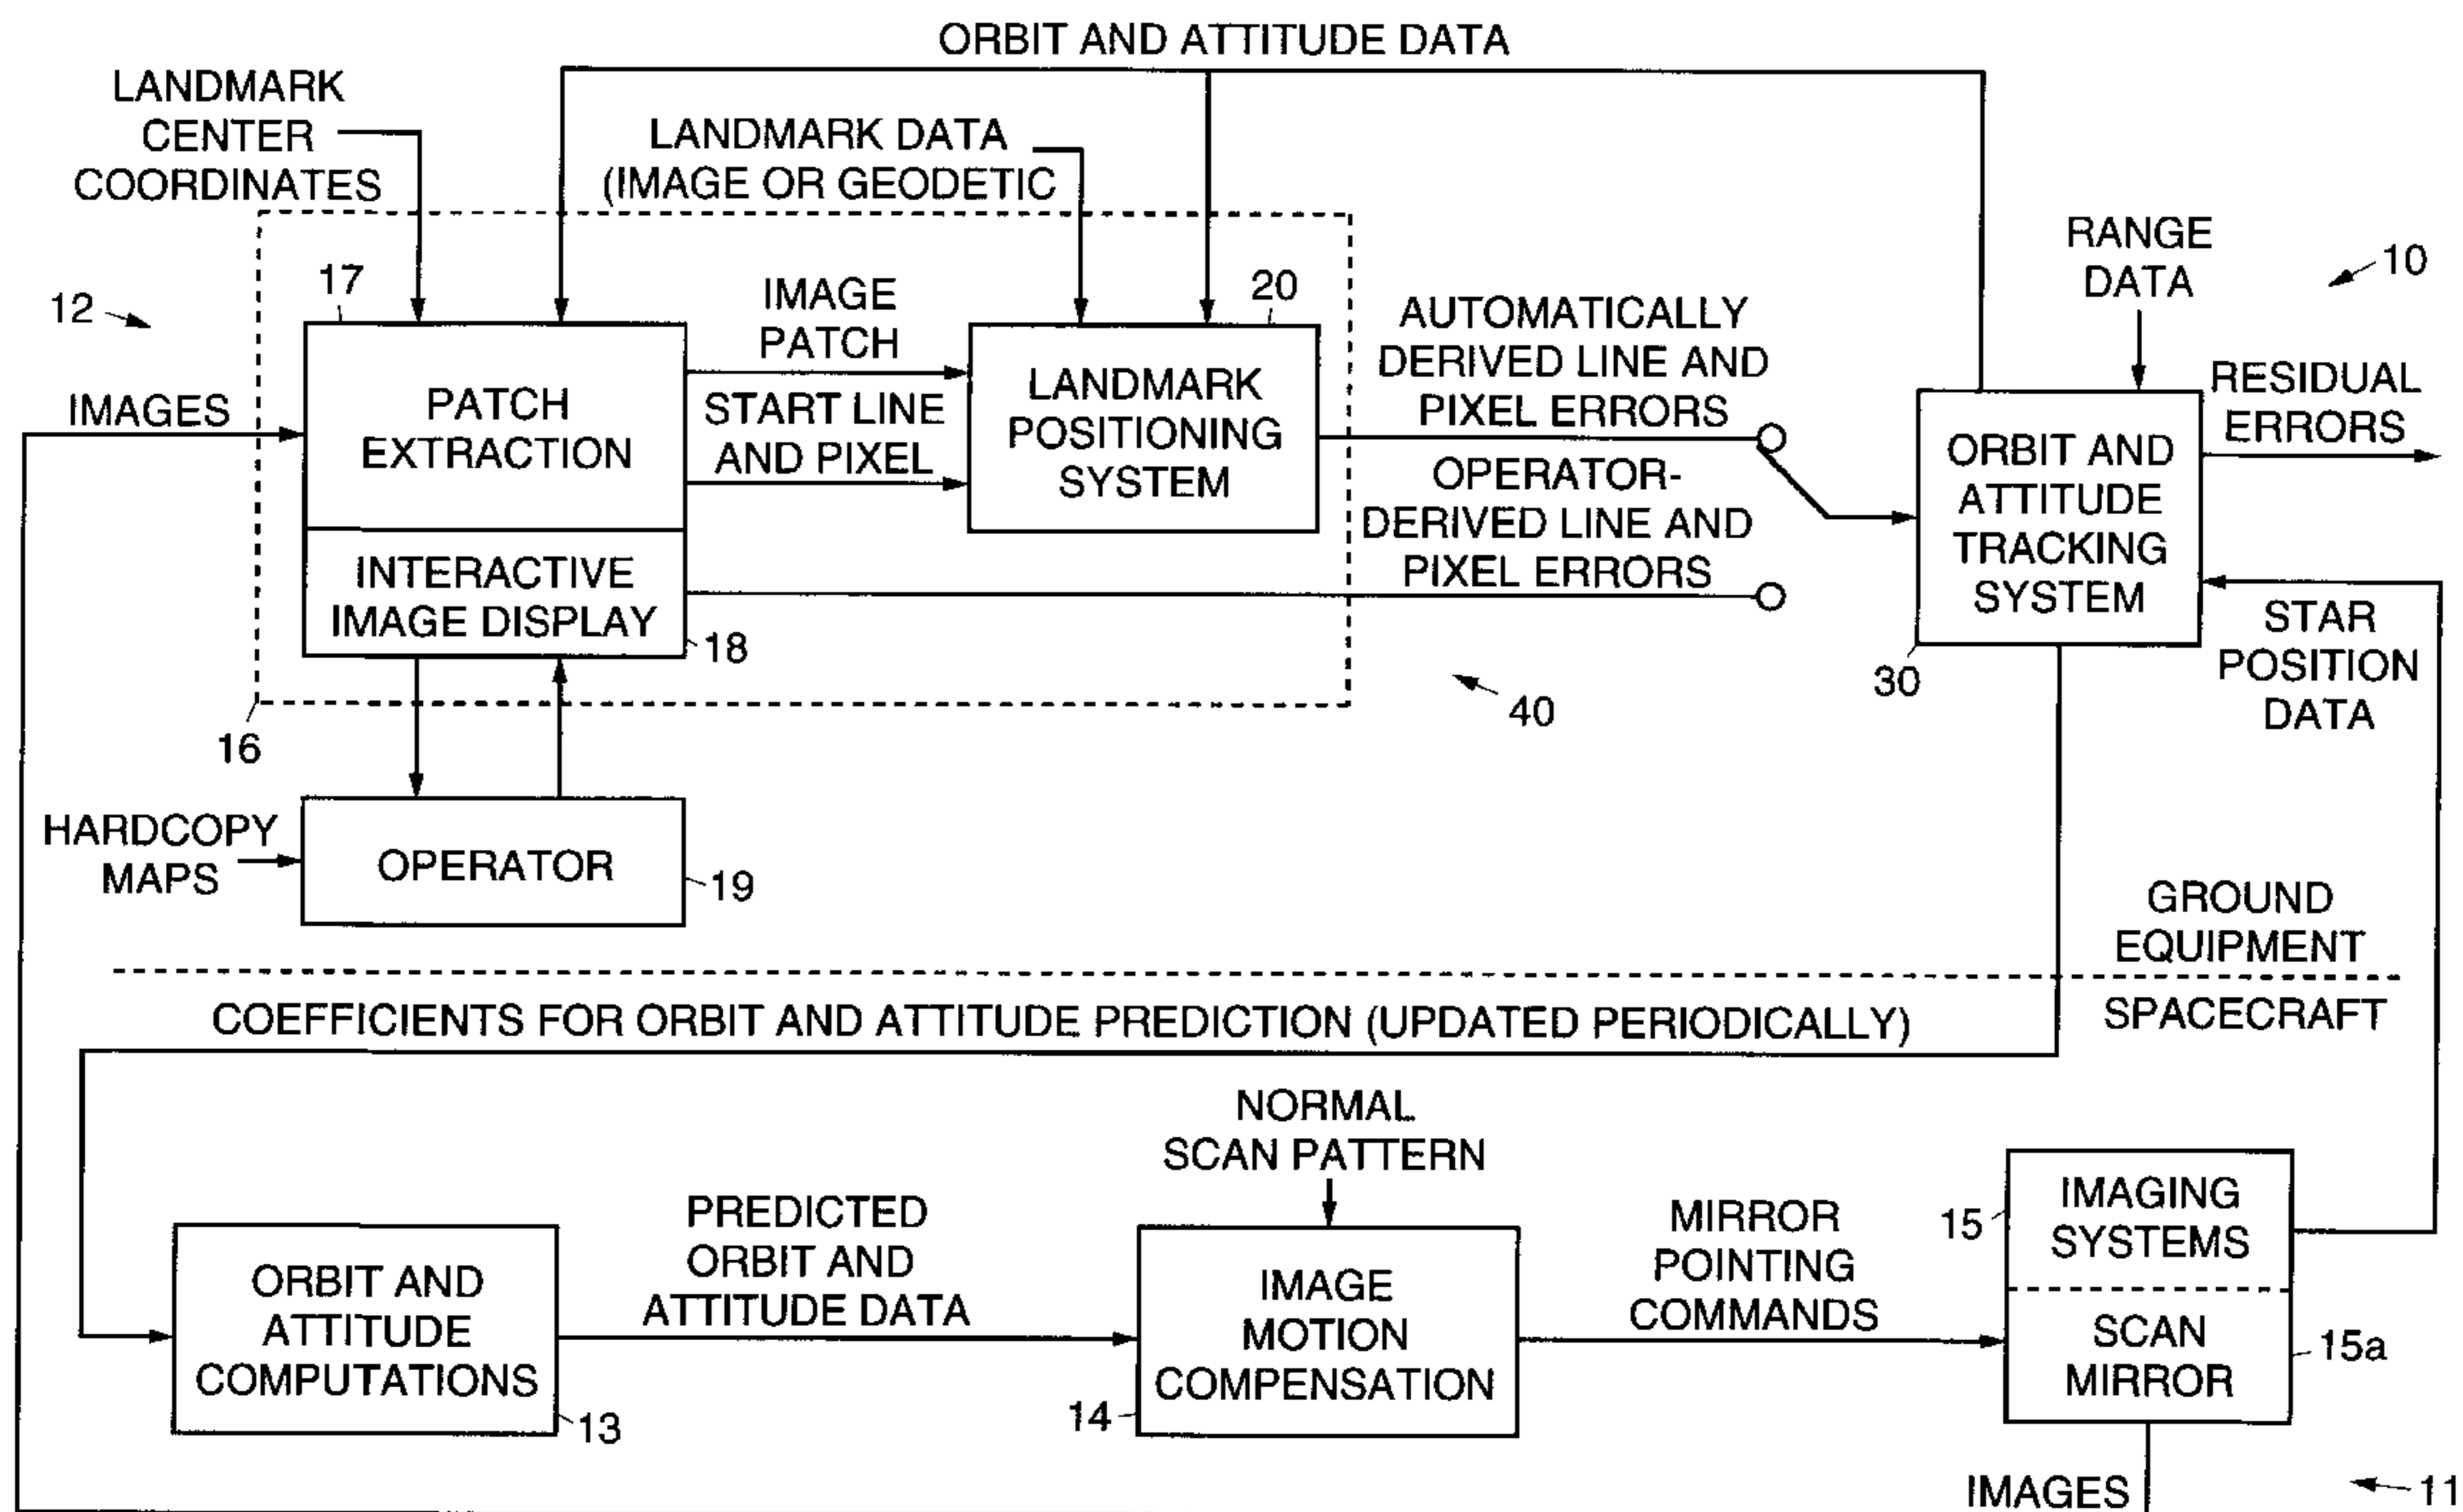 ORBIT AND ATTITUDE DATA
LANDMARK
CENTER
COORDINATES
LANDMARK DATA
(IMAGE OR GEODETIC
RANGE
DATA
10
12
17
IMAGE
PATCH
20
AUTOMATICALLY
DERIVED LINE AND
PIXEL ERRORS
RESIDUAL
ERRORS
IMAGES
PATCH
EXTRACTION
START LINE
AND PIXEL
LANDMARK
POSITIONING
SYSTEM
OPERATOR-
DERIVED LINE AND
PIXEL ERRORS
ORBIT AND
ATTITUDE
TRACKING
SYSTEM
INTERACTIVE
IMAGE DISPLAY
18
30
STAR
POSITION
DATA
16
40
HARDCOPY
MAPS
OPERATOR
19
GROUND
EQUIPMENT
SPACECRAFT
COEFFICIENTS FOR ORBIT AND ATTITUDE PREDICTION (UPDATED PERIODICALLY)
NORMAL
SCAN PATTERN
ORBIT AND
ATTITUDE
COMPUTATIONS
13
PREDICTED
ORBIT AND
ATTITUDE DATA
IMAGE
MOTION
COMPENSATION
14
MIRROR
POINTING
COMMANDS
15
IMAGING
SYSTEMS
SCAN
MIRROR
15a
IMAGES
11